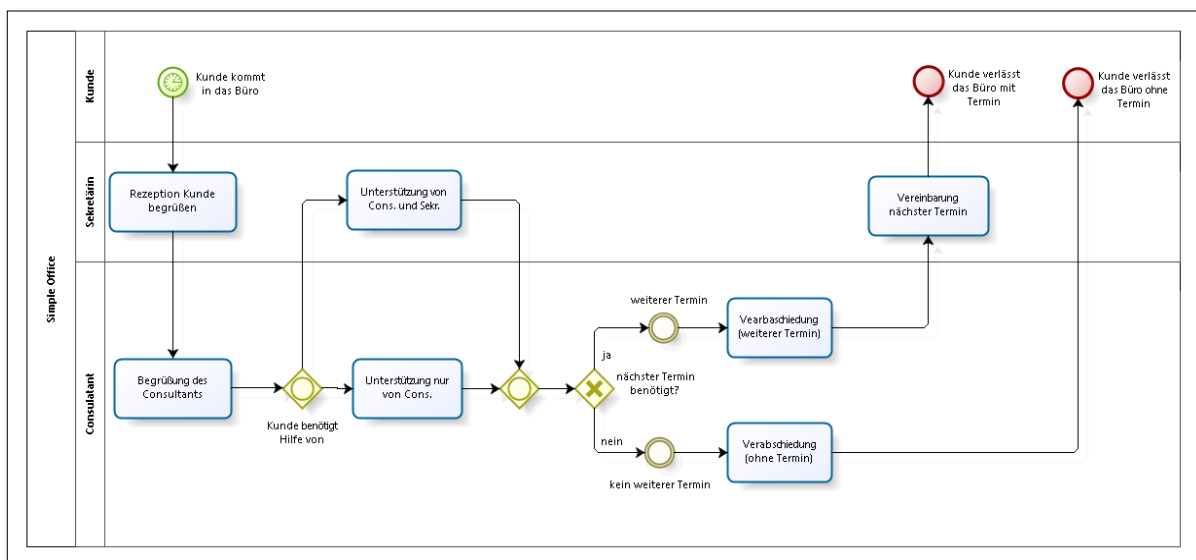 Simple Office
Kunde
Kunde kommt
in das Büro
Kunde verlässt
das Büro mit
Termin
Kunde verlässt
das Büro ohne
Termin
Sekretärin
Rezeption Kunde
begrüßen
Unterstützung von
Cons. und Sekr.
Vereinbarung
nächster Termin
Consulatant
Begrüßung des
Consultants
Kunde benötigt
Hilfe von
Unterstützung nur
von Cons.
nächster Termin
benötigt?
ja
weiterer Termin
Vearbaschiedung
(weiterer Termin)
nein
kein weiterer Termin
Verabschiedung
(ohne Termin)